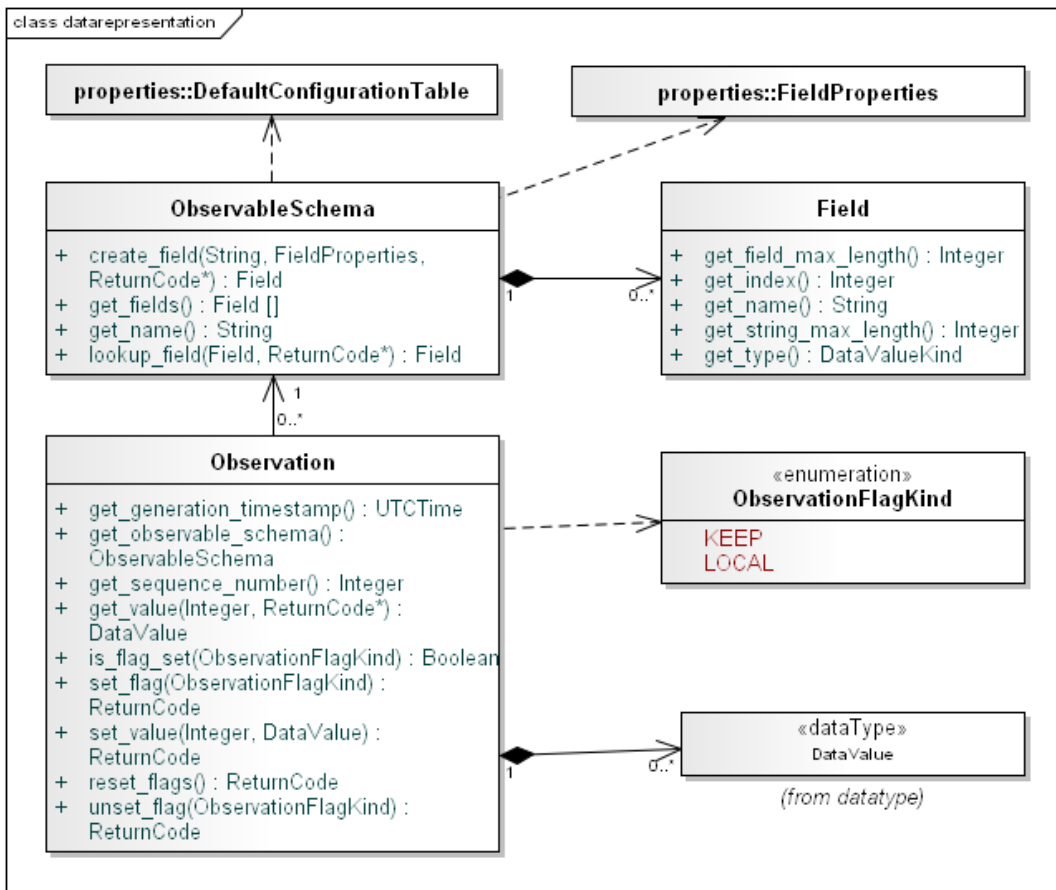 class datarepresentation
properties::DefaultConfigurationTable
properties::FieldProperties
ObservableSchema
+ create_field(String, FieldProperties,
ReturnCode*) : Field
+ get_fields() : Field []
+ get_name() : String
+ lookup_field(Field, ReturnCode*) : Field
1
0..*
Field
+ get_field_max_length() : Integer
+ get_index() : Integer
+ get_name() : String
+ get_string_max_length() : Integer
+ get_type() : DataValueKind
1
0..*
Observation
+ get_generation_timestamp() : UTCTime
+ get_observable_schema() :
ObservableSchema
+ get_sequence_number() : Integer
+ get_value(Integer, ReturnCode*) :
DataValue
+ is_flag_set(ObservationFlagKind) : Boolean
+ set_flag(ObservationFlagKind) :
ReturnCode
+ set_value(Integer, DataValue) :
ReturnCode
+ reset_flags() : ReturnCode
+ unset_flag(ObservationFlagKind) :
ReturnCode
«enumeration»
ObservationFlagKind
KEEP
LOCAL
1
0..*
«dataType»
DataValue
(from datatype)